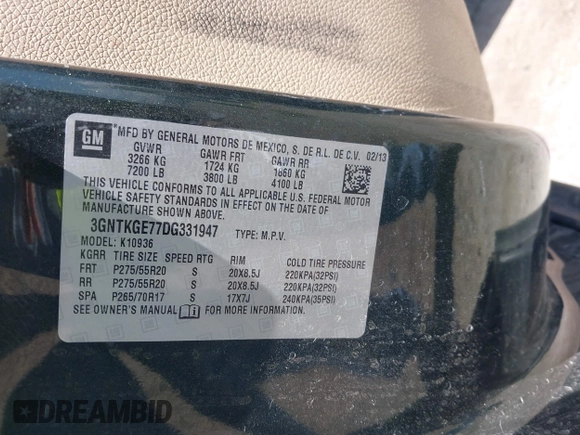 GM
MFD BY GENERAL MOTORS DE MEXICO, S. DE R.L. DE C.V. 02/13
GVWR GAWR FRT GAWR RR
3266 KG 1724 KG 1860 KG
7200 LB 3800 LB 4100 LB
THIS VEHICLE CONFORMS TO ALL APPLICABLE U.S. FEDERAL MOTOR
VEHICLE SAFETY STANDARDS IN EFFECT ON THE DATE OF
MANUFACTURE SHOWN ABOVE.
3GNTKGE77DG331947 TYPE: M.P.V.
MODEL: K10936
KGRR TIRE SIZE SPEED RTG RIM COLD TIRE PRESSURE
FRT P275/55R20 S 20X8.5J 220KPA(32PSI)
RR P275/55R20 S 20X8.5J 220KPA(32PSI)
SPA P265/70R17 S 17X7J 240KPA(35PSI)
SEE OWNER'S MANUAL FOR MORE INFORMATION.
DREAMBID